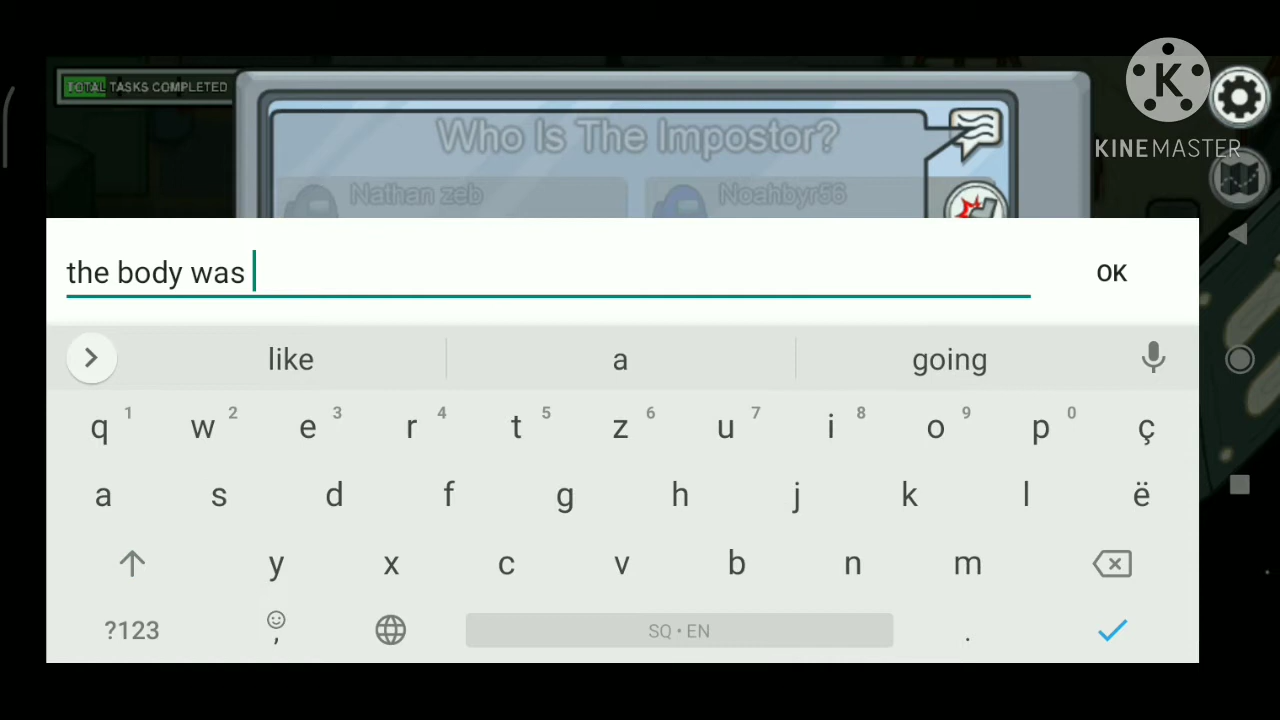 TOTAL TASKS COMPLETED
Who Is The Impostor?
KINEMASTER
Nathan zeb
Noahbyr56
the body was
OK
like a going
q 1 w 2 e 3 r 4 t 5 z 6 u 7 i 8 o 9 p 0 ç
a s d f g h j k l ë
y x c v b n m
?123 , SQ • EN .